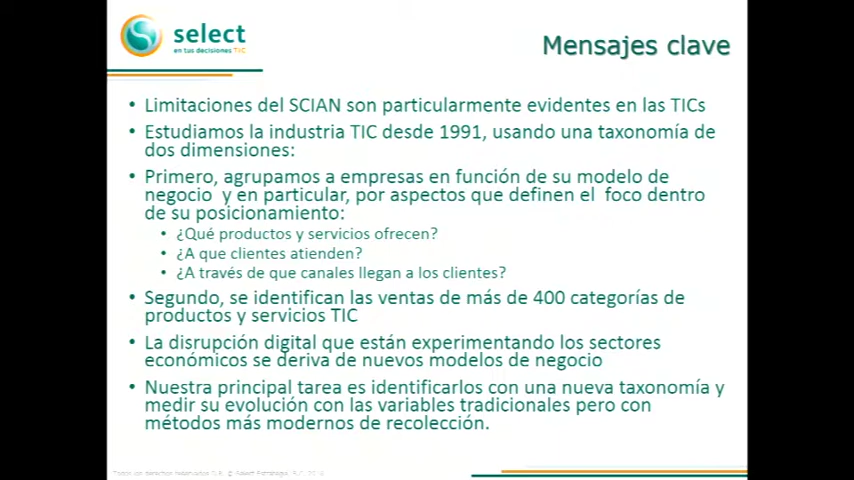 select
en tus decisiones TIC
Mensajes clave
• Limitaciones del SCIAN son particularmente evidentes en las TICs
• Estudiamos la industria TIC desde 1991, usando una taxonomía de
dos dimensiones:
• Primero, agrupamos a empresas en función de su modelo de
negocio y en particular, por aspectos que definen el foco dentro
de su posicionamiento:
• ¿Qué productos y servicios ofrecen?
• ¿A que clientes atienden?
• ¿A través de que canales llegan a los clientes?
• Segundo, se identifican las ventas de más de 400 categorías de
productos y servicios TIC
• La disrupción digital que están experimentando los sectores
económicos se deriva de nuevos modelos de negocio
• Nuestra principal tarea es identificarlos con una nueva taxonomía y
medir su evolución con las variables tradicionales pero con
métodos más modernos de recolección.